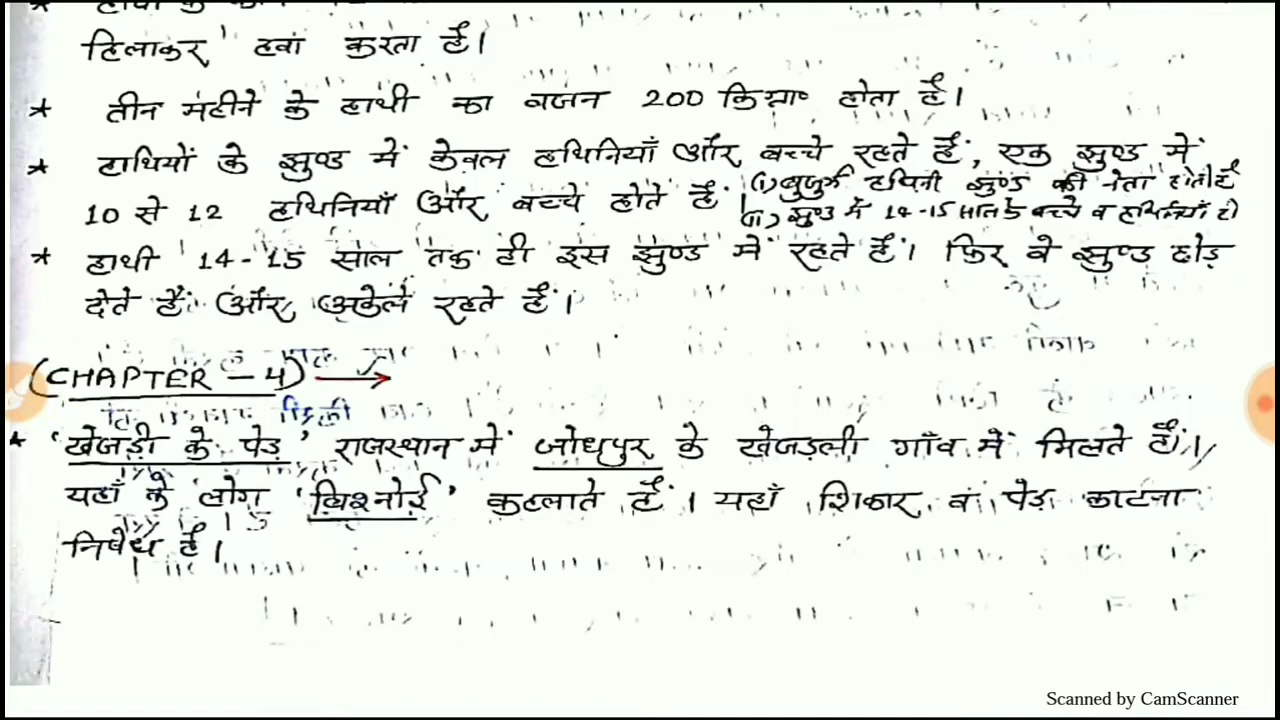 हिलाकर हवा करता है।
* तीन महीने के हाथी का वजन 200 किग्रा० होता है।
* हाथियों के झुण्ड में केवल हथिनियाँ और बच्चे रहते हैं, एक झुण्ड में
10 से 12 हथिनियाँ और बच्चे होते है।
(i) बुजुर्ग हथिनी झुण्ड की नेता होती है
(ii) झुण्ड में 14-15 साल के बच्चे व हथिनियाँ हो
* हाथी 14-15 साल तक ही इस झुण्ड में रहते हैं। फिर वे झुण्ड छोड़
देते हैं और अकेले रहते हैं।
(CHAPTER - 4) →
* 'खेजड़ी के पेड़' राजस्थान में जोधपुर के खेजड़ली गाँव में मिलते हैं।
यहाँ के लोग 'बिश्नोई' कहलाते हैं। यहाँ शिकार व पेड़ काटना
निषेध है।
Scanned by CamScanner